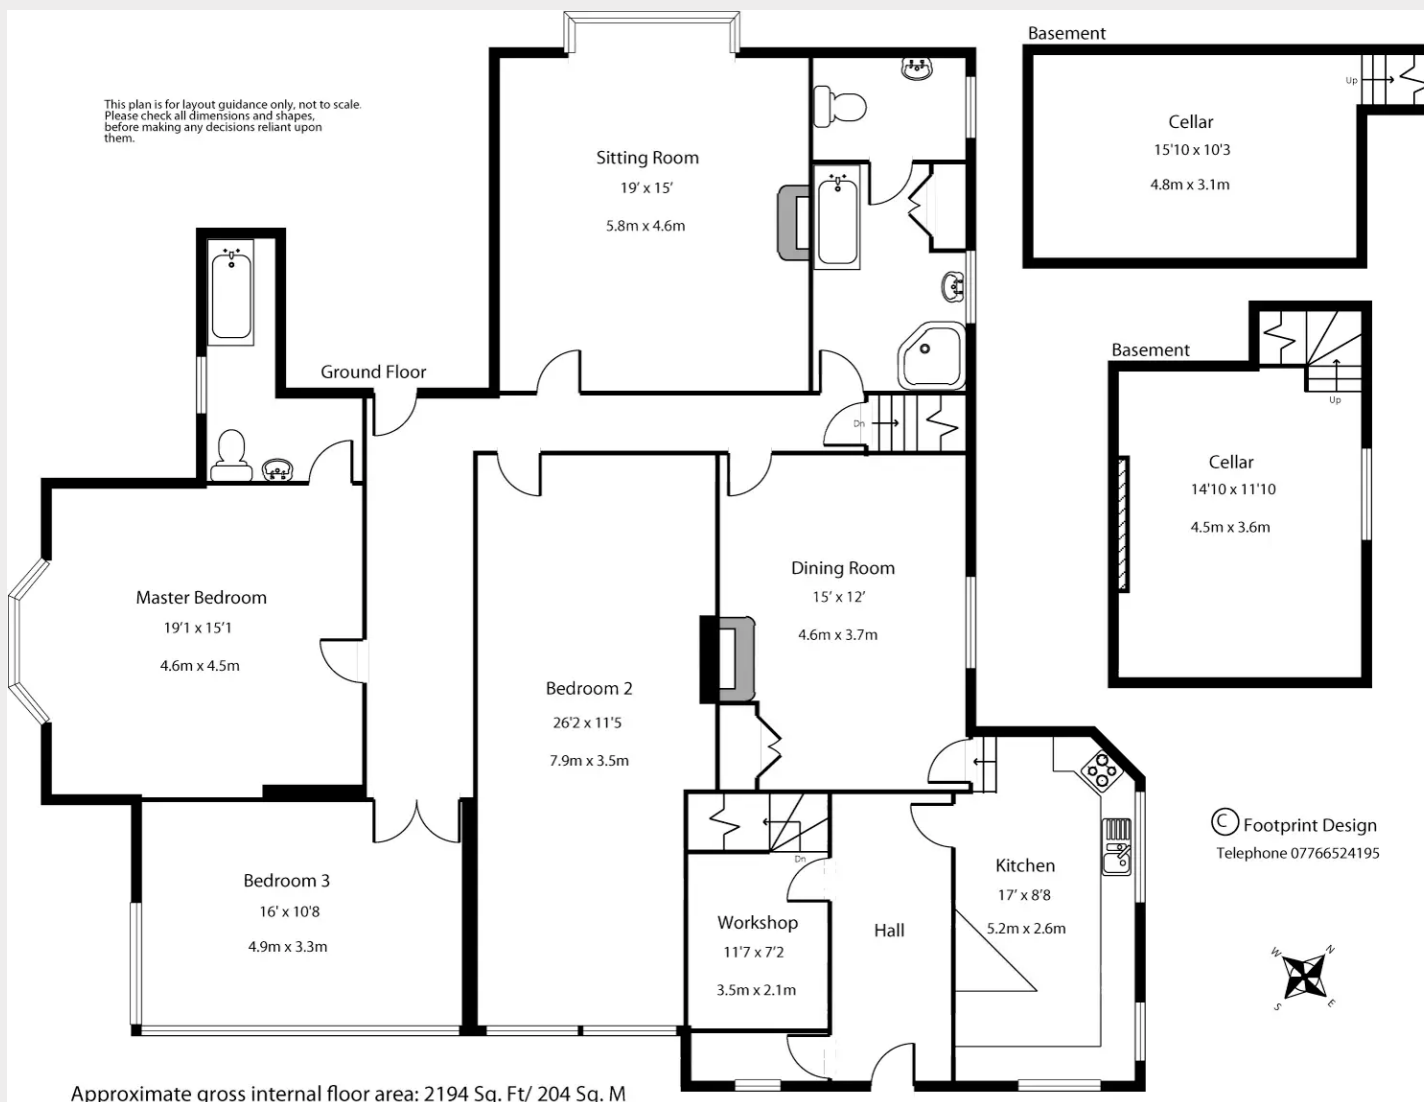 Basement
Up
Cellar
15'10 x 10'3
4.8m x 3.1m
This plan is for layout guidance only, not to scale.
Please check all dimensions and shapes,
before making any decisions reliant upon
them.
Sitting Room
19' x 15'
5.8m x 4.6m
Ground Floor
Basement
Up
Cellar
14'10 x 11'10
4.5m x 3.6m
Dn
Master Bedroom
19'1 x 15'1
4.6m x 4.5m
Dining Room
15' x 12'
4.6m x 3.7m
Bedroom 2
26'2 x 11'5
7.9m x 3.5m
Bedroom 3
16' x 10'8
4.9m x 3.3m
Dn
Workshop
11'7 x 7'2
3.5m x 2.1m
Hall
Kitchen
17' x 8'8
5.2m x 2.6m
C Footprint Design
Telephone 07766524195
W N
S E
Approximate gross internal floor area: 2194 Sq. Ft/ 204 Sq. M